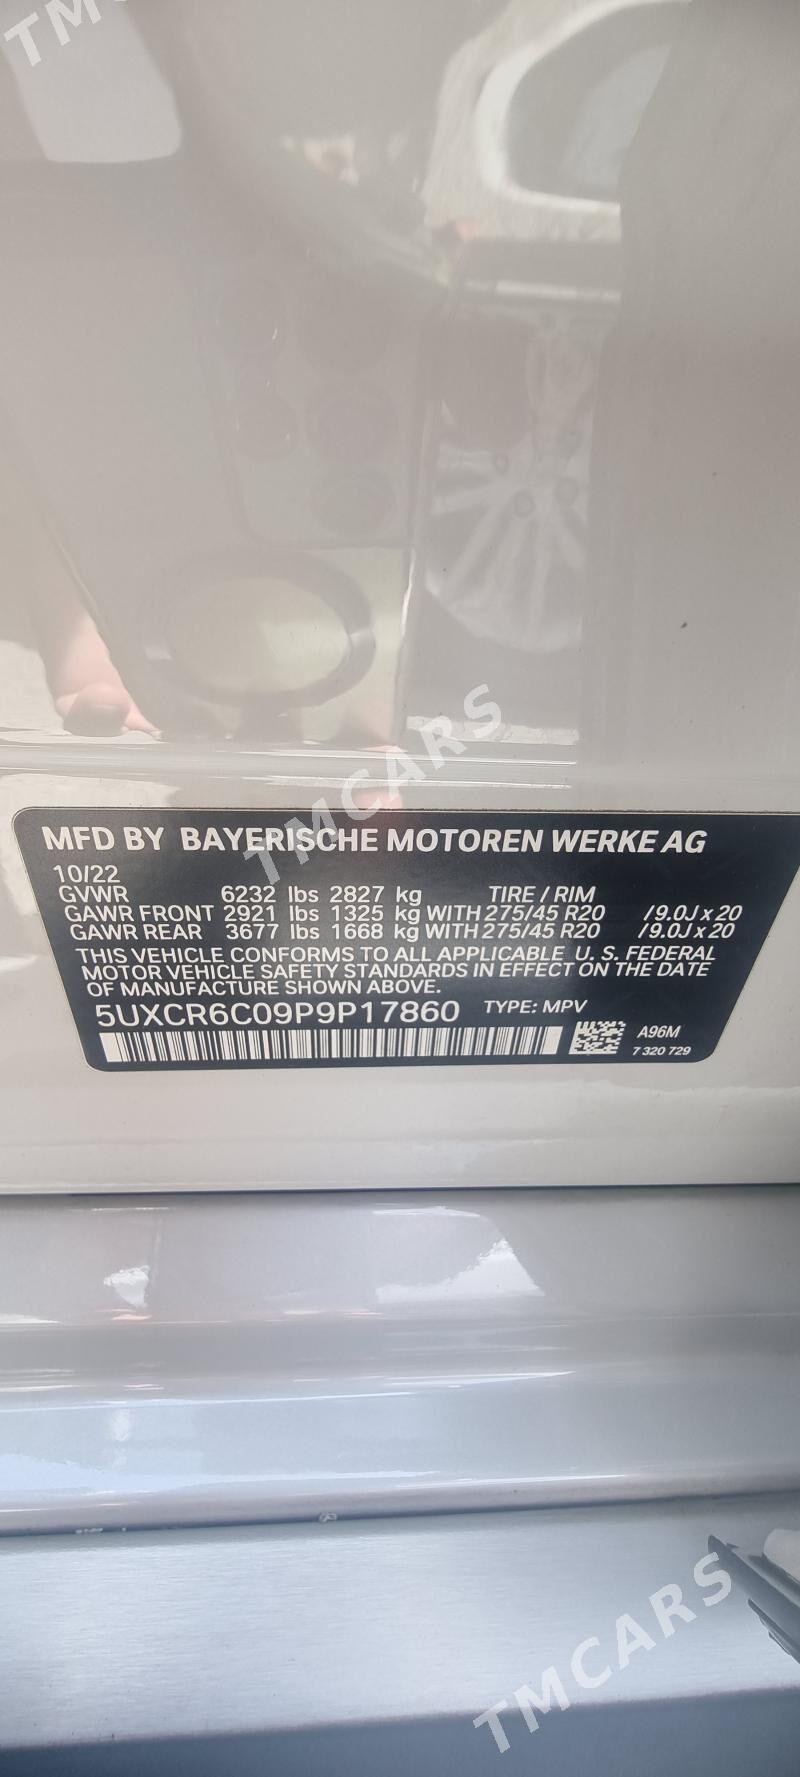 TMCARS
MFD BY BAYERISCHE MOTOREN WERKE AG
10/22
GVWR 6232 lbs 2827 kg TIRE / RIM
GAWR FRONT 2921 lbs 1325 kg WITH 275/45 R20 /9.0J x 20
GAWR REAR 3677 lbs 1668 kg WITH 275/45 R20 /9.0J x 20
THIS VEHICLE CONFORMS TO ALL APPLICABLE U. S. FEDERAL
MOTOR VEHICLE SAFETY STANDARDS IN EFFECT ON THE DATE
OF MANUFACTURE SHOWN ABOVE.
5UXCR6C09P9P17860 TYPE: MPV
A96M
7 320 729
TMCARS